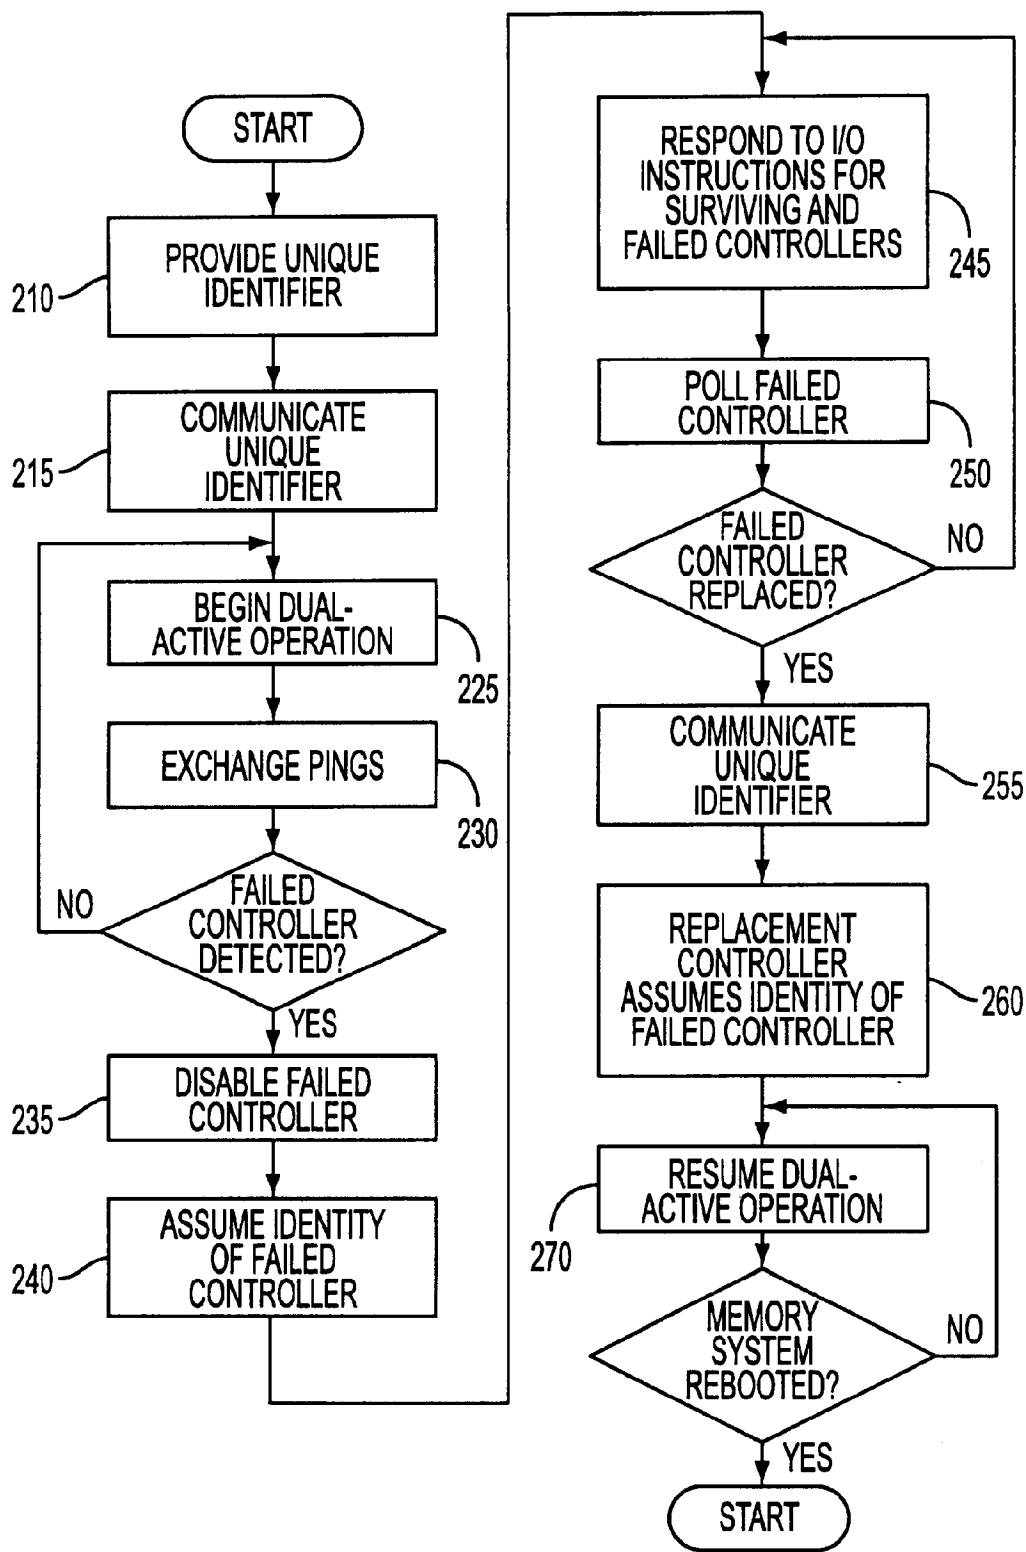 START
PROVIDE UNIQUE
IDENTIFIER
210
COMMUNICATE
UNIQUE
IDENTIFIER
215
BEGIN DUAL-
ACTIVE OPERATION
225
EXCHANGE PINGS
230
FAILED
CONTROLLER
DETECTED?
NO
YES
DISABLE FAILED
CONTROLLER
235
ASSUME IDENTITY
OF FAILED
CONTROLLER
240
RESPOND TO I/O
INSTRUCTIONS FOR
SURVIVING AND
FAILED CONTROLLERS
245
POLL FAILED
CONTROLLER
250
FAILED
CONTROLLER
REPLACED?
NO
YES
COMMUNICATE
UNIQUE
IDENTIFIER
255
REPLACEMENT
CONTROLLER
ASSUMES IDENTITY OF
FAILED CONTROLLER
260
RESUME DUAL-
ACTIVE OPERATION
270
MEMORY
SYSTEM
REBOOTED?
NO
YES
START